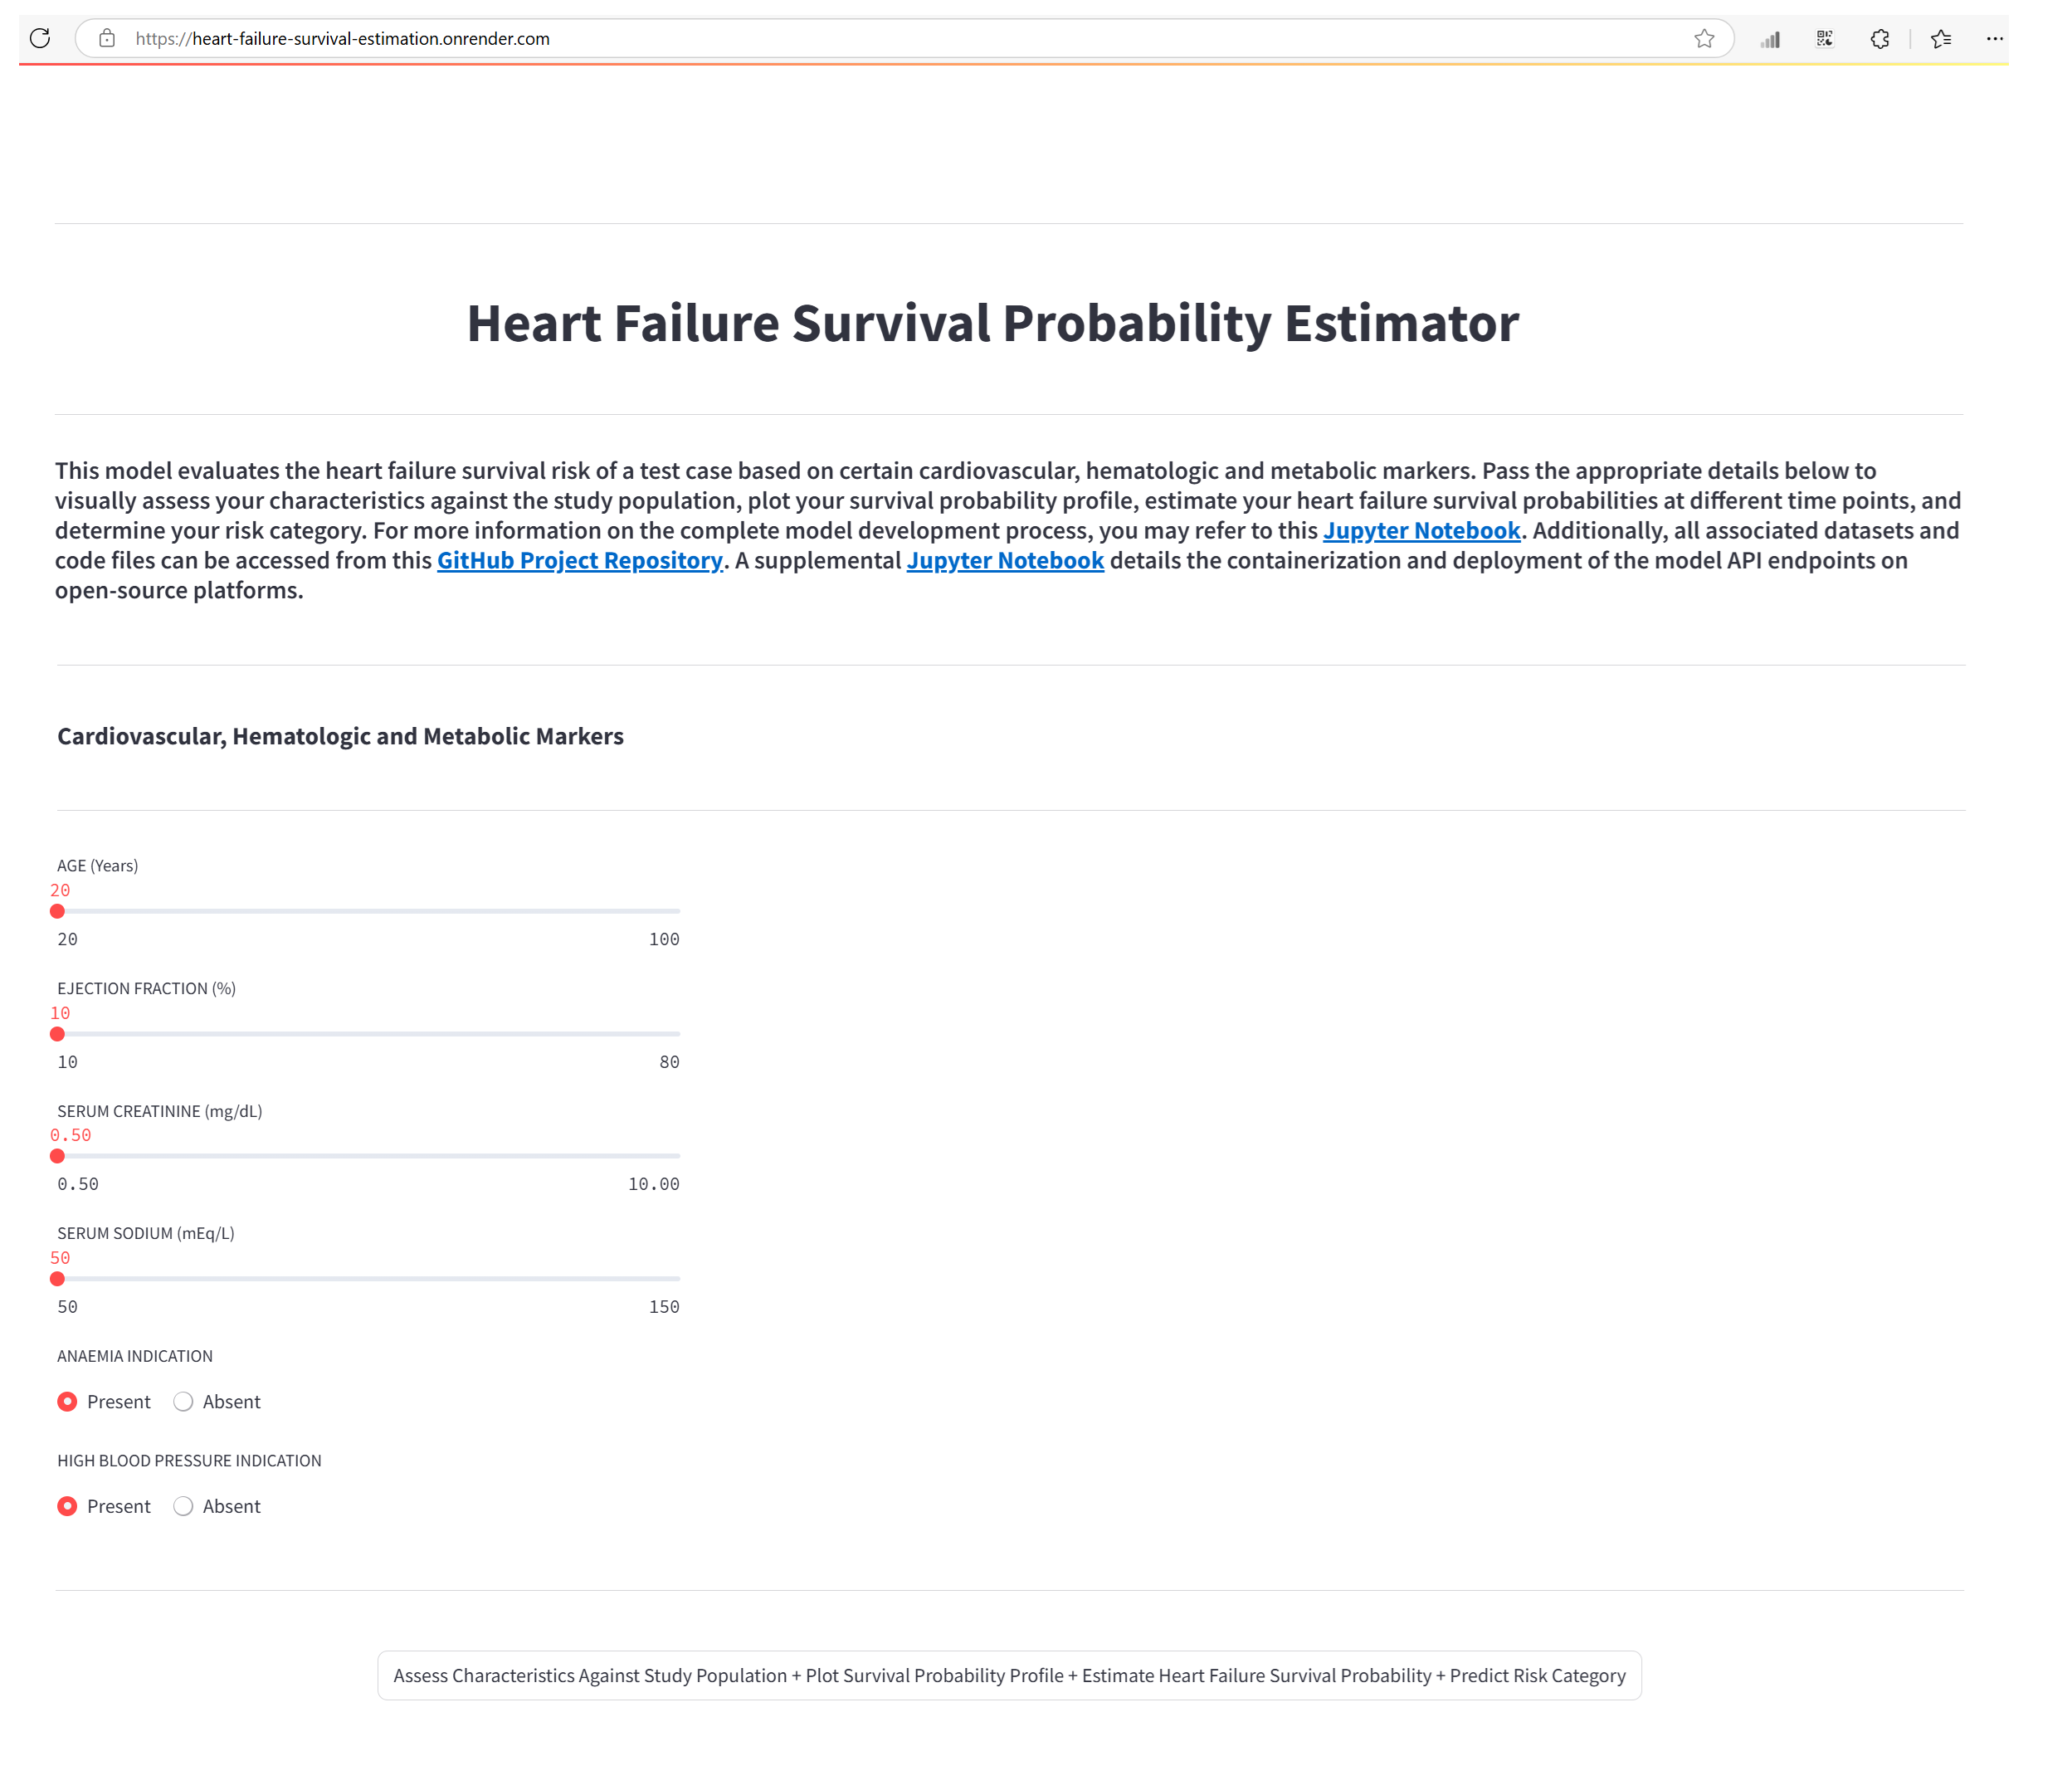 https://heart-failure-survival-estimation.onrender.com
Heart Failure Survival Probability Estimator
This model evaluates the heart failure survival risk of a test case based on certain cardiovascular, hematologic and metabolic markers. Pass the appropriate details below to
visually assess your characteristics against the study population, plot your survival probability profile, estimate your heart failure survival probabilities at different time points, and
determine your risk category. For more information on the complete model development process, you may refer to this Jupyter Notebook. Additionally, all associated datasets and
code files can be accessed from this GitHub Project Repository. A supplemental Jupyter Notebook details the containerization and deployment of the model API endpoints on
open-source platforms.
Cardiovascular, Hematologic and Metabolic Markers
AGE (Years)
20
20 100
EJECTION FRACTION (%)
10
10 80
SERUM CREATININE (mg/dL)
0.50
0.50 10.00
SERUM SODIUM (mEq/L)
50
50 150
ANAEMIA INDICATION
Present Absent
HIGH BLOOD PRESSURE INDICATION
Present Absent
Assess Characteristics Against Study Population + Plot Survival Probability Profile + Estimate Heart Failure Survival Probability + Predict Risk Category